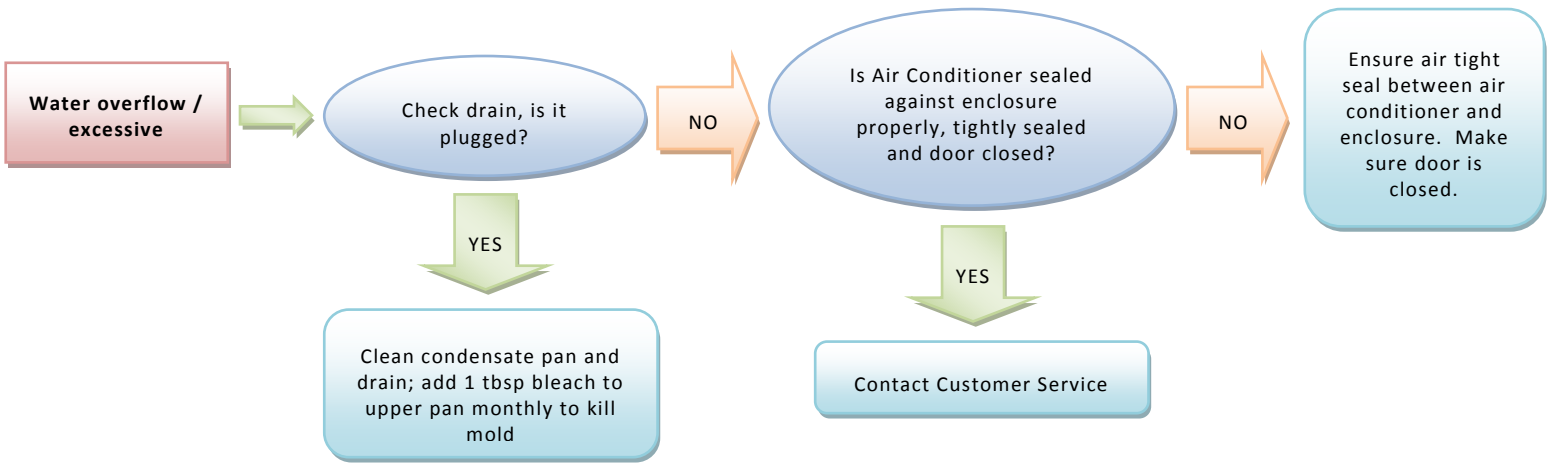 Water overflow /
excessive
Check drain, is it
plugged?
NO
Is Air Conditioner sealed
against enclosure
properly, tightly sealed
and door closed?
NO
Ensure air tight
seal between air
conditioner and
enclosure.  Make
sure door is
closed.
YES
Clean condensate pan and
drain; add 1 tbsp bleach to
upper pan monthly to kill
mold
YES
Contact Customer Service